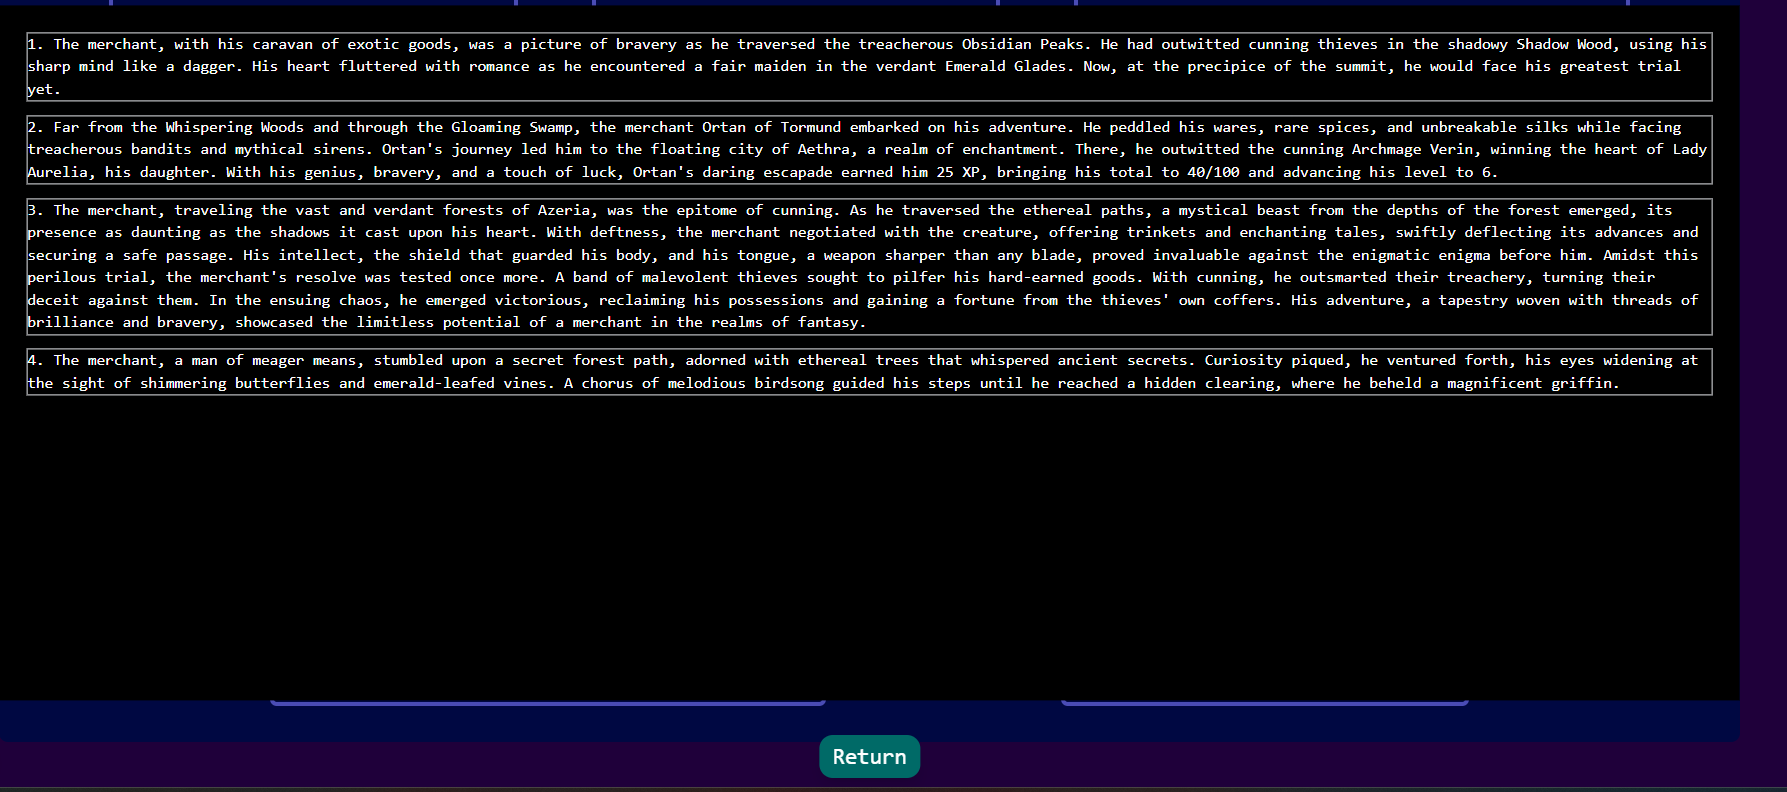 1. The merchant, with his caravan of exotic goods, was a picture of bravery as he traversed the treacherous Obsidian Peaks. He had outwitted cunning thieves in the shadowy Shadow Wood, using his
sharp mind like a dagger. His heart fluttered with romance as he encountered a fair maiden in the verdant Emerald Glades. Now, at the precipice of the summit, he would face his greatest trial
yet.
2. Far from the Whispering Woods and through the Gloaming Swamp, the merchant Ortan of Tormund embarked on his adventure. He peddled his wares, rare spices, and unbreakable silks while facing
treacherous bandits and mythical sirens. Ortan's journey led him to the floating city of Aethra, a realm of enchantment. There, he outwitted the cunning Archmage Verin, winning the heart of Lady
Aurelia, his daughter. With his genius, bravery, and a touch of luck, Ortan's daring escapade earned him 25 XP, bringing his total to 40/100 and advancing his level to 6.
3. The merchant, traveling the vast and verdant forests of Azeria, was the epitome of cunning. As he traversed the ethereal paths, a mystical beast from the depths of the forest emerged, its
presence as daunting as the shadows it cast upon his heart. With deftness, the merchant negotiated with the creature, offering trinkets and enchanting tales, swiftly deflecting its advances and
securing a safe passage. His intellect, the shield that guarded his body, and his tongue, a weapon sharper than any blade, proved invaluable against the enigmatic enigma before him. Amidst this
perilous trial, the merchant's resolve was tested once more. A band of malevolent thieves sought to pilfer his hard-earned goods. With cunning, he outsmarted their treachery, turning their
deceit against them. In the ensuing chaos, he emerged victorious, reclaiming his possessions and gaining a fortune from the thieves' own coffers. His adventure, a tapestry woven with threads of
brilliance and bravery, showcased the limitless potential of a merchant in the realms of fantasy.
4. The merchant, a man of meager means, stumbled upon a secret forest path, adorned with ethereal trees that whispered ancient secrets. Curiosity piqued, he ventured forth, his eyes widening at
the sight of shimmering butterflies and emerald-leafed vines. A chorus of melodious birdsong guided his steps until he reached a hidden clearing, where he beheld a magnificent griffin.
Return